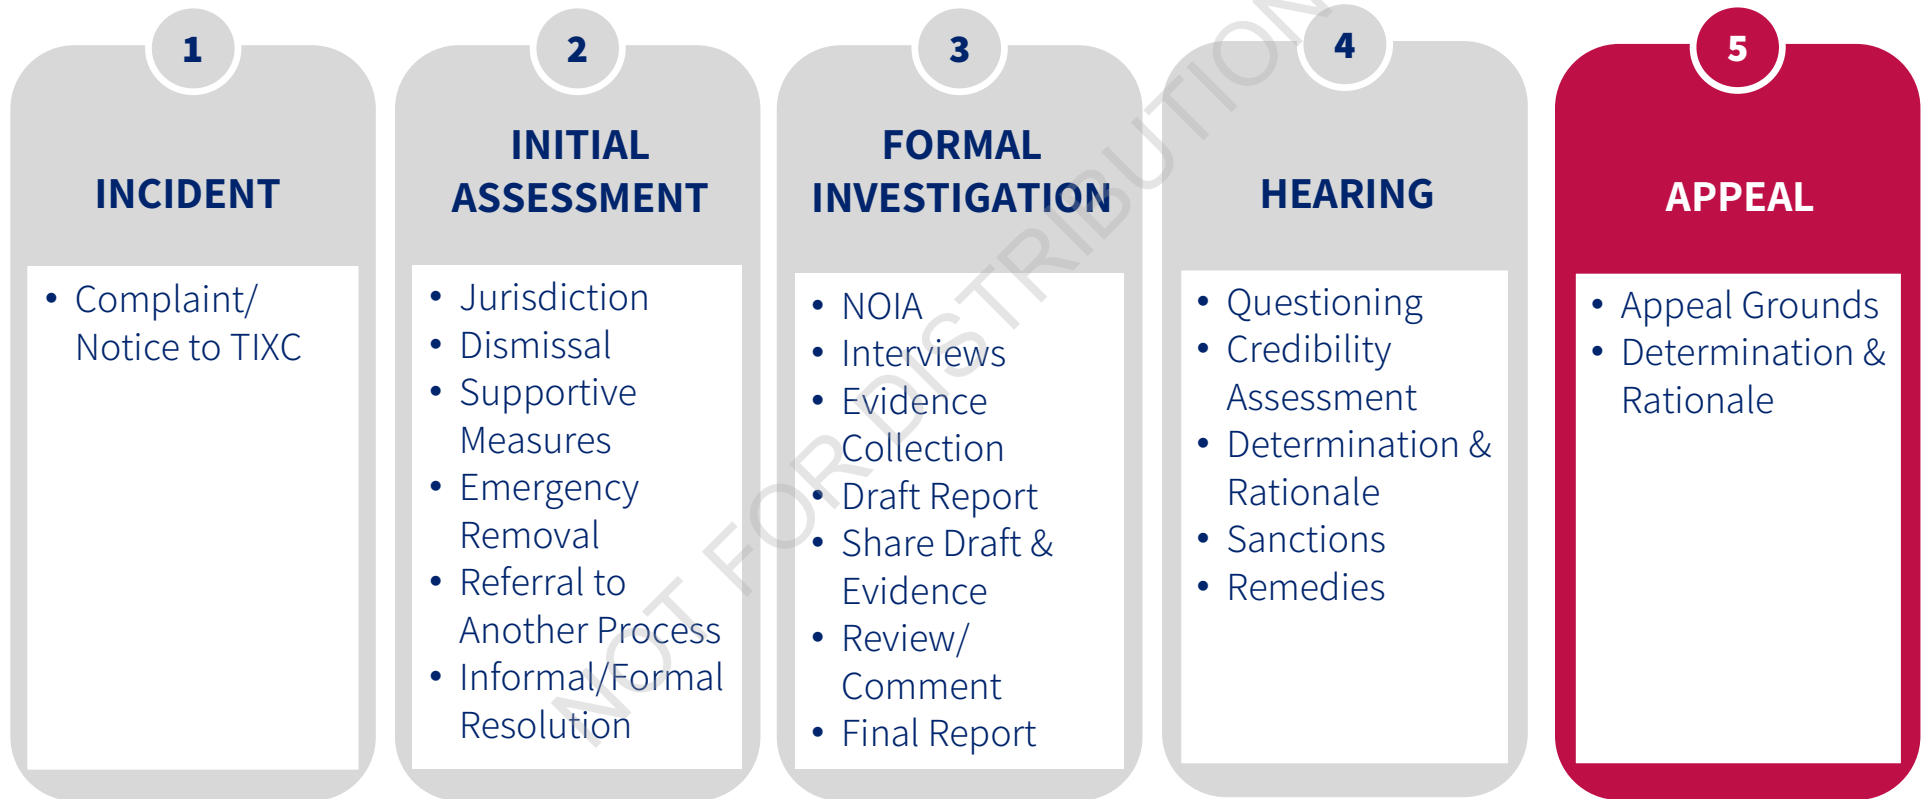 1
INCIDENT
• Complaint/
Notice to TIXC
2
INITIAL
ASSESSMENT
• Jurisdiction
• Dismissal
• Supportive
Measures
• Emergency
Removal
• Referral to
Another Process
• Informal/Formal
Resolution
3
FORMAL
INVESTIGATION
• NOIA
• Interviews
• Evidence
Collection
• Draft Report
• Share Draft &
Evidence
• Review/
Comment
• Final Report
4
HEARING
• Questioning
• Credibility
Assessment
• Determination &
Rationale
• Sanctions
• Remedies
5
APPEAL
• Appeal Grounds
• Determination &
Rationale
NOT FOR DISTRIBUTION